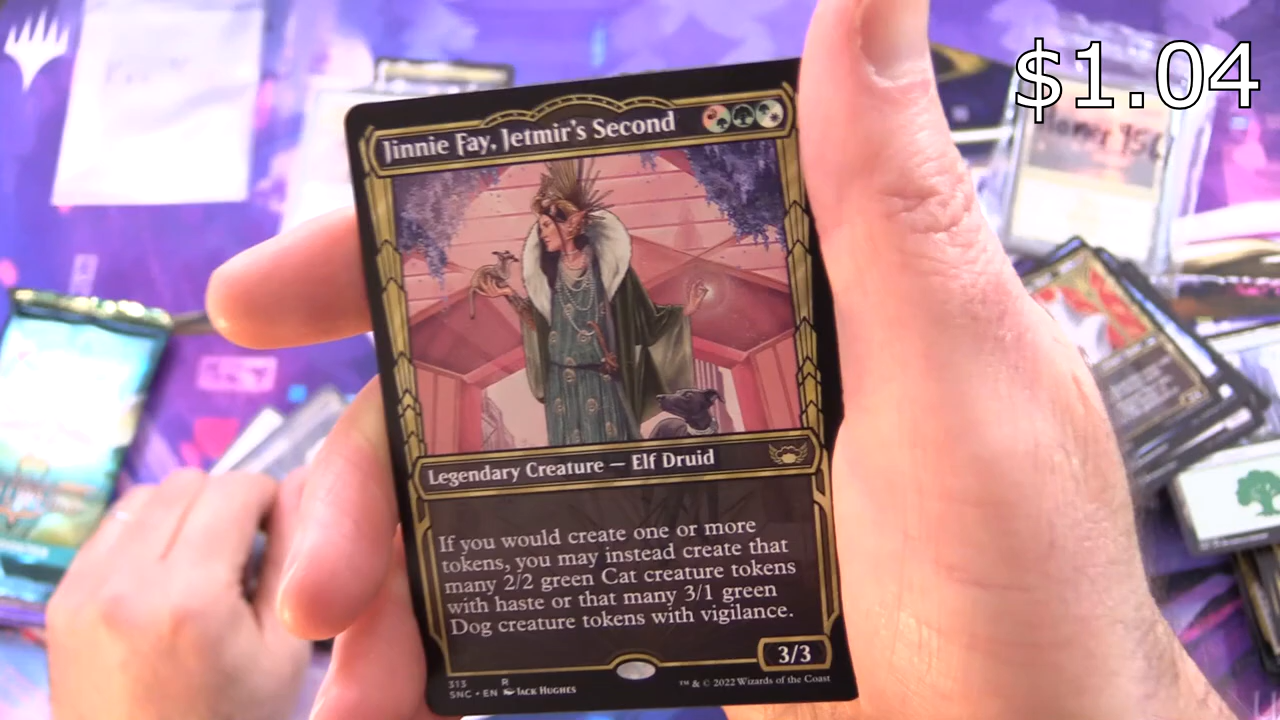 $1.04
Jinnie Fay, Jetmir's Second
Legendary Creature — Elf Druid
If you would create one or more
tokens, you may instead create that
many 2/2 green Cat creature tokens
with haste or that many 3/1 green
Dog creature tokens with vigilance.
3/3
313 R
SNC • EN Jack Hughes
™ & © 2022 Wizards of the Coast